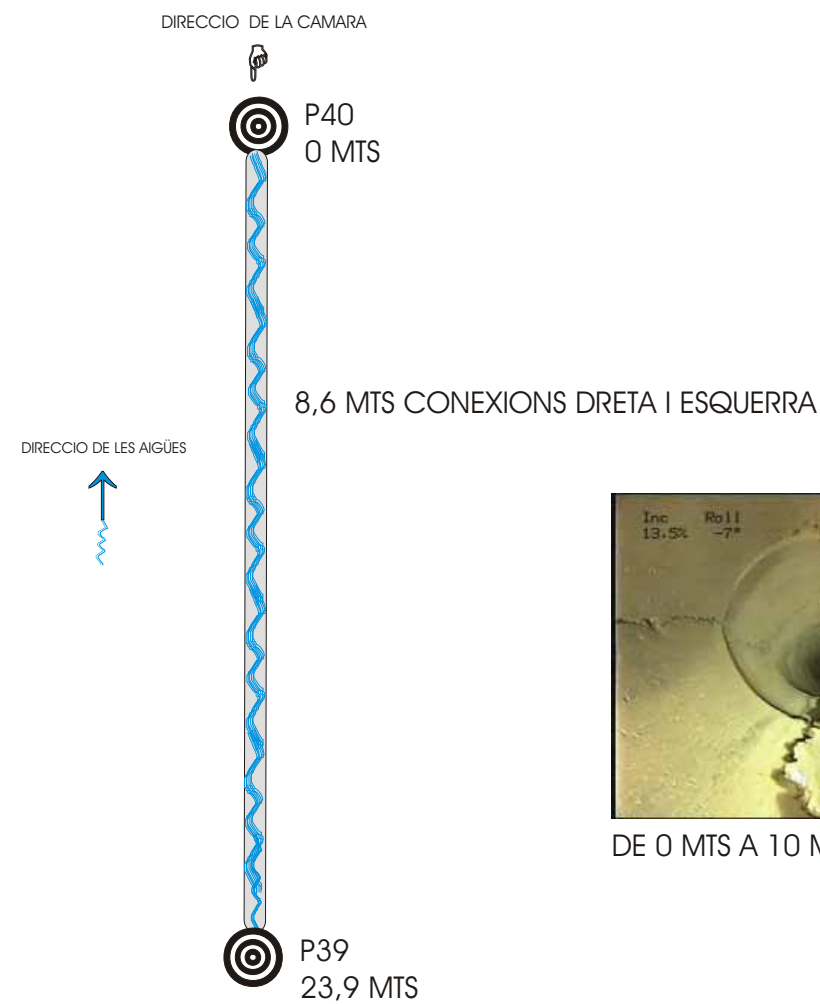 DIRECCIO DE LA CAMARA
P40
0 MTS
8,6 MTS CONEXIONS DRETA I ESQUERRA
DIRECCIO DE LES AIGÜES
Inc Roll
13.5% -7°
DE 0 MTS A 10
P39
23,9 MTS